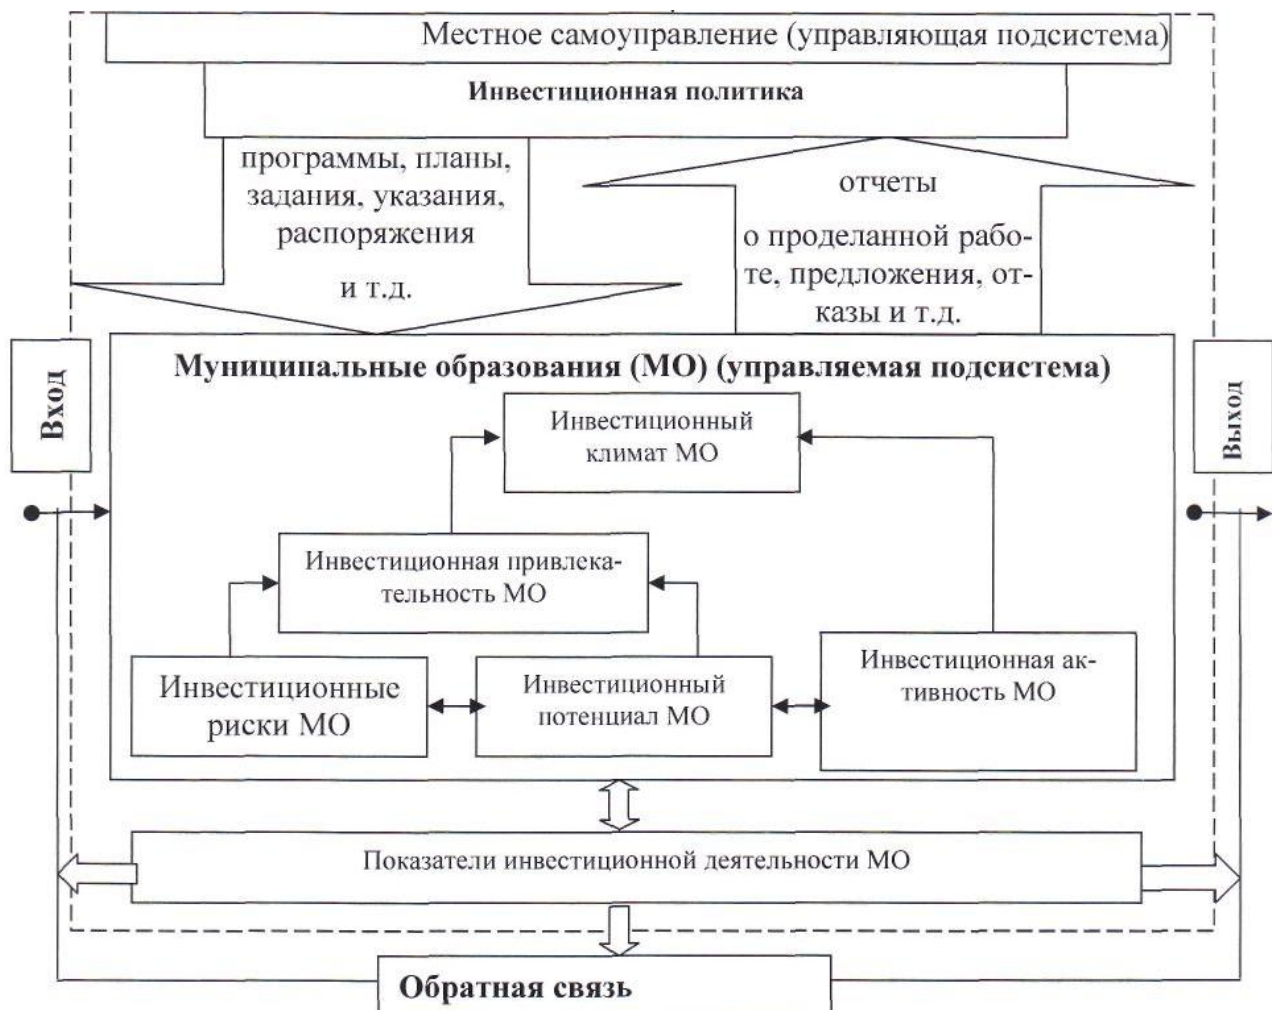 Местное самоуправление (управляющая подсистема)
Инвестиционная политика
программы, планы,
задания, указания,
распоряжения
и т.д.
отчеты
о проделанной рабо-
те, предложения, от-
казы и т.д.
Вход
Муниципальные образования (МО) (управляемая подсистема)
Выход
Инвестиционный
климат МО
Инвестиционная привлека-
тельность МО
Инвестиционные
риски МО
Инвестиционный
потенциал МО
Инвестиционная ак-
тивность МО
Показатели инвестиционной деятельности МО
Обратная связь